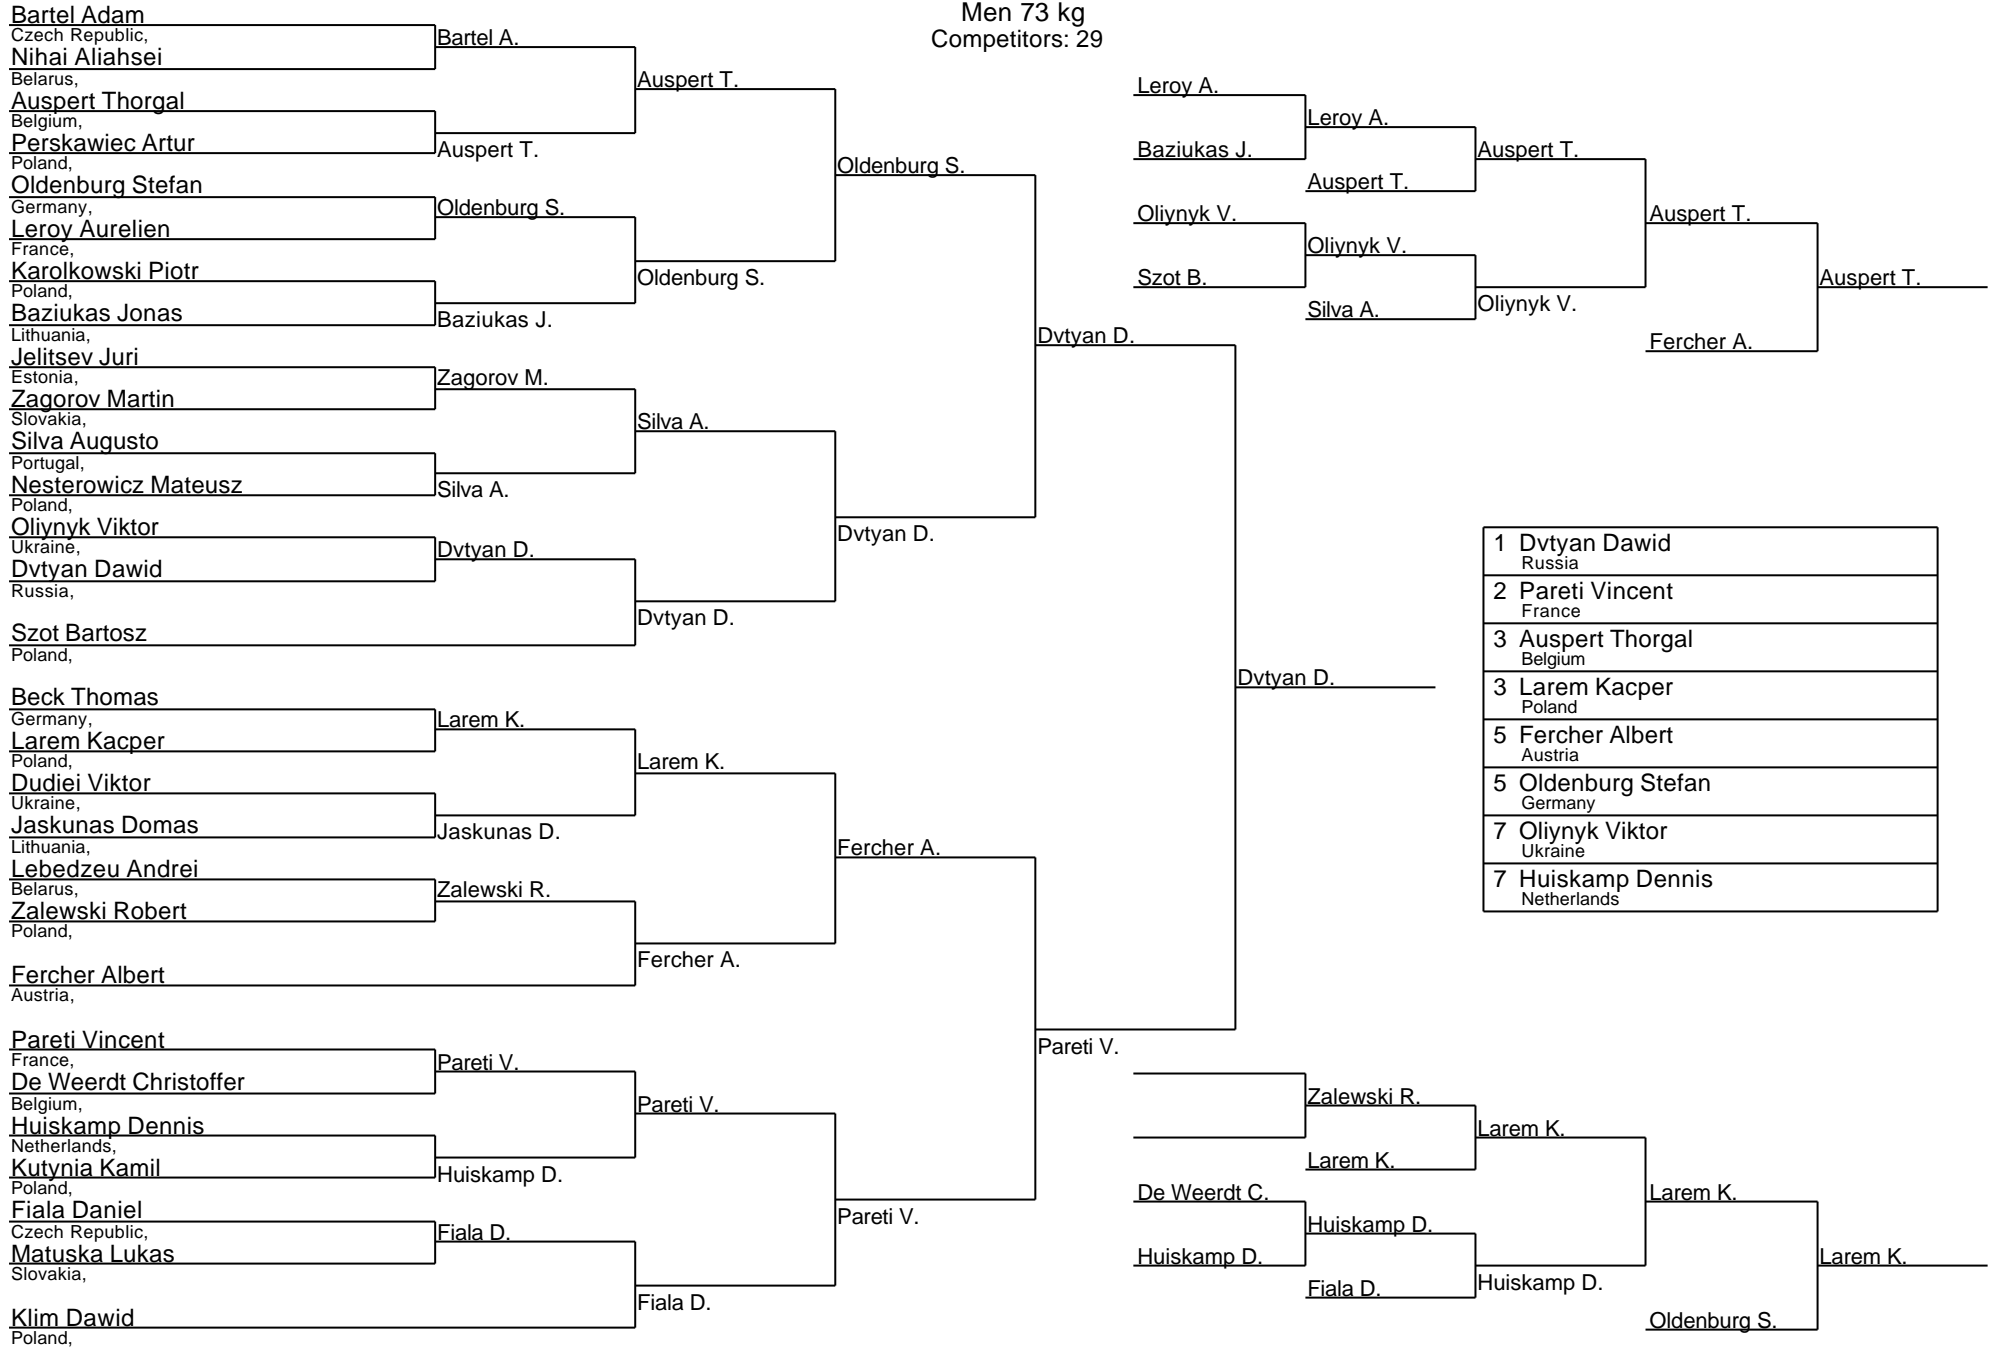 Men 73 kg
Competitors: 29
Bartel Adam
Czech Republic,
Nihai Aliahsei
Belarus,
Auspert Thorgal
Belgium,
Perskawiec Artur
Poland,
Oldenburg Stefan
Germany,
Leroy Aurelien
France,
Karolkowski Piotr
Poland,
Baziukas Jonas
Lithuania,
Jelitsev Juri
Estonia,
Zagorov Martin
Slovakia,
Silva Augusto
Portugal,
Nesterowicz Mateusz
Poland,
Oliynyk Viktor
Ukraine,
Dvtyan Dawid
Russia,
Szot Bartosz
Poland,
Beck Thomas
Germany,
Larem Kacper
Poland,
Dudiei Viktor
Ukraine,
Jaskunas Domas
Lithuania,
Lebedzeu Andrei
Belarus,
Zalewski Robert
Poland,
Fercher Albert
Austria,
Pareti Vincent
France,
De Weerdt Christoffer
Belgium,
Huiskamp Dennis
Netherlands,
Kutynia Kamil
Poland,
Fiala Daniel
Czech Republic,
Matuska Lukas
Slovakia,
Klim Dawid
Poland,
Bartel A.
Auspert T.
Oldenburg S.
Baziukas J.
Zagorov M.
Silva A.
Dvtyan D.
Larem K.
Jaskunas D.
Zalewski R.
Pareti V.
Huiskamp D.
Fiala D.
Auspert T.
Oldenburg S.
Silva A.
Dvtyan D.
Larem K.
Fercher A.
Pareti V.
Fiala D.
Oldenburg S.
Dvtyan D.
Fercher A.
Pareti V.
Dvtyan D.
Pareti V.
Dvtyan D.
Leroy A.
Baziukas J.
Oliynyk V.
Szot B.
Leroy A.
Auspert T.
Oliynyk V.
Silva A.
Auspert T.
Oliynyk V.
Auspert T.
Fercher A.
Auspert T.
1 Dvtyan Dawid
Russia
2 Pareti Vincent
France
3 Auspert Thorgal
Belgium
3 Larem Kacper
Poland
5 Fercher Albert
Austria
5 Oldenburg Stefan
Germany
7 Oliynyk Viktor
Ukraine
7 Huiskamp Dennis
Netherlands
De Weerdt C.
Huiskamp D.
Zalewski R.
Larem K.
Huiskamp D.
Fiala D.
Larem K.
Huiskamp D.
Larem K.
Oldenburg S.
Larem K.